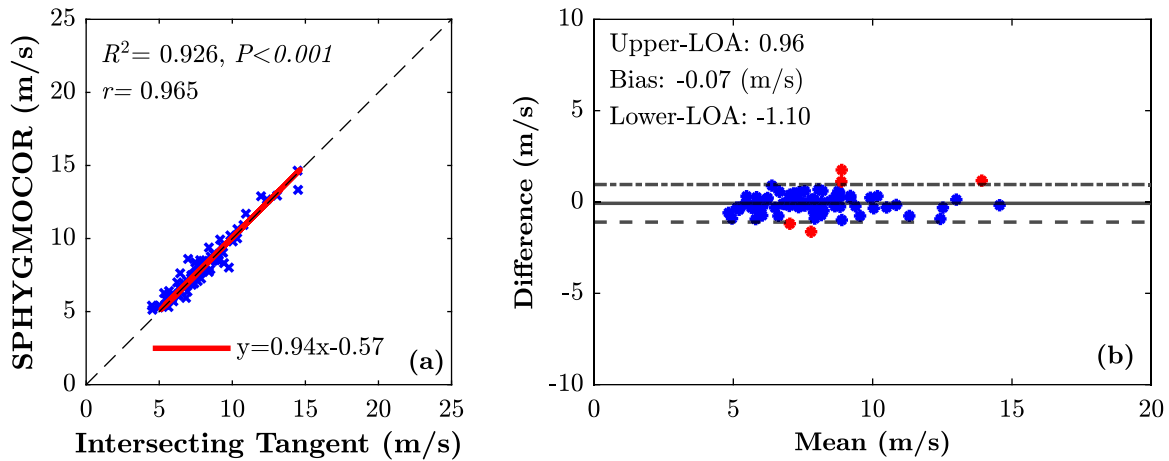 25
20
15
10
5
0
SPHYGMOCOR (m/s)
R²= 0.926, P<0.001
r= 0.965
y=0.94x-0.57
(a)
0 5 10 15 20 25
Intersecting Tangent (m/s)
10
5
0
-5
-10
Difference (m/s)
Upper-LOA: 0.96
Bias: -0.07 (m/s)
Lower-LOA: -1.10
(b)
0 5 10 15 20
Mean (m/s)